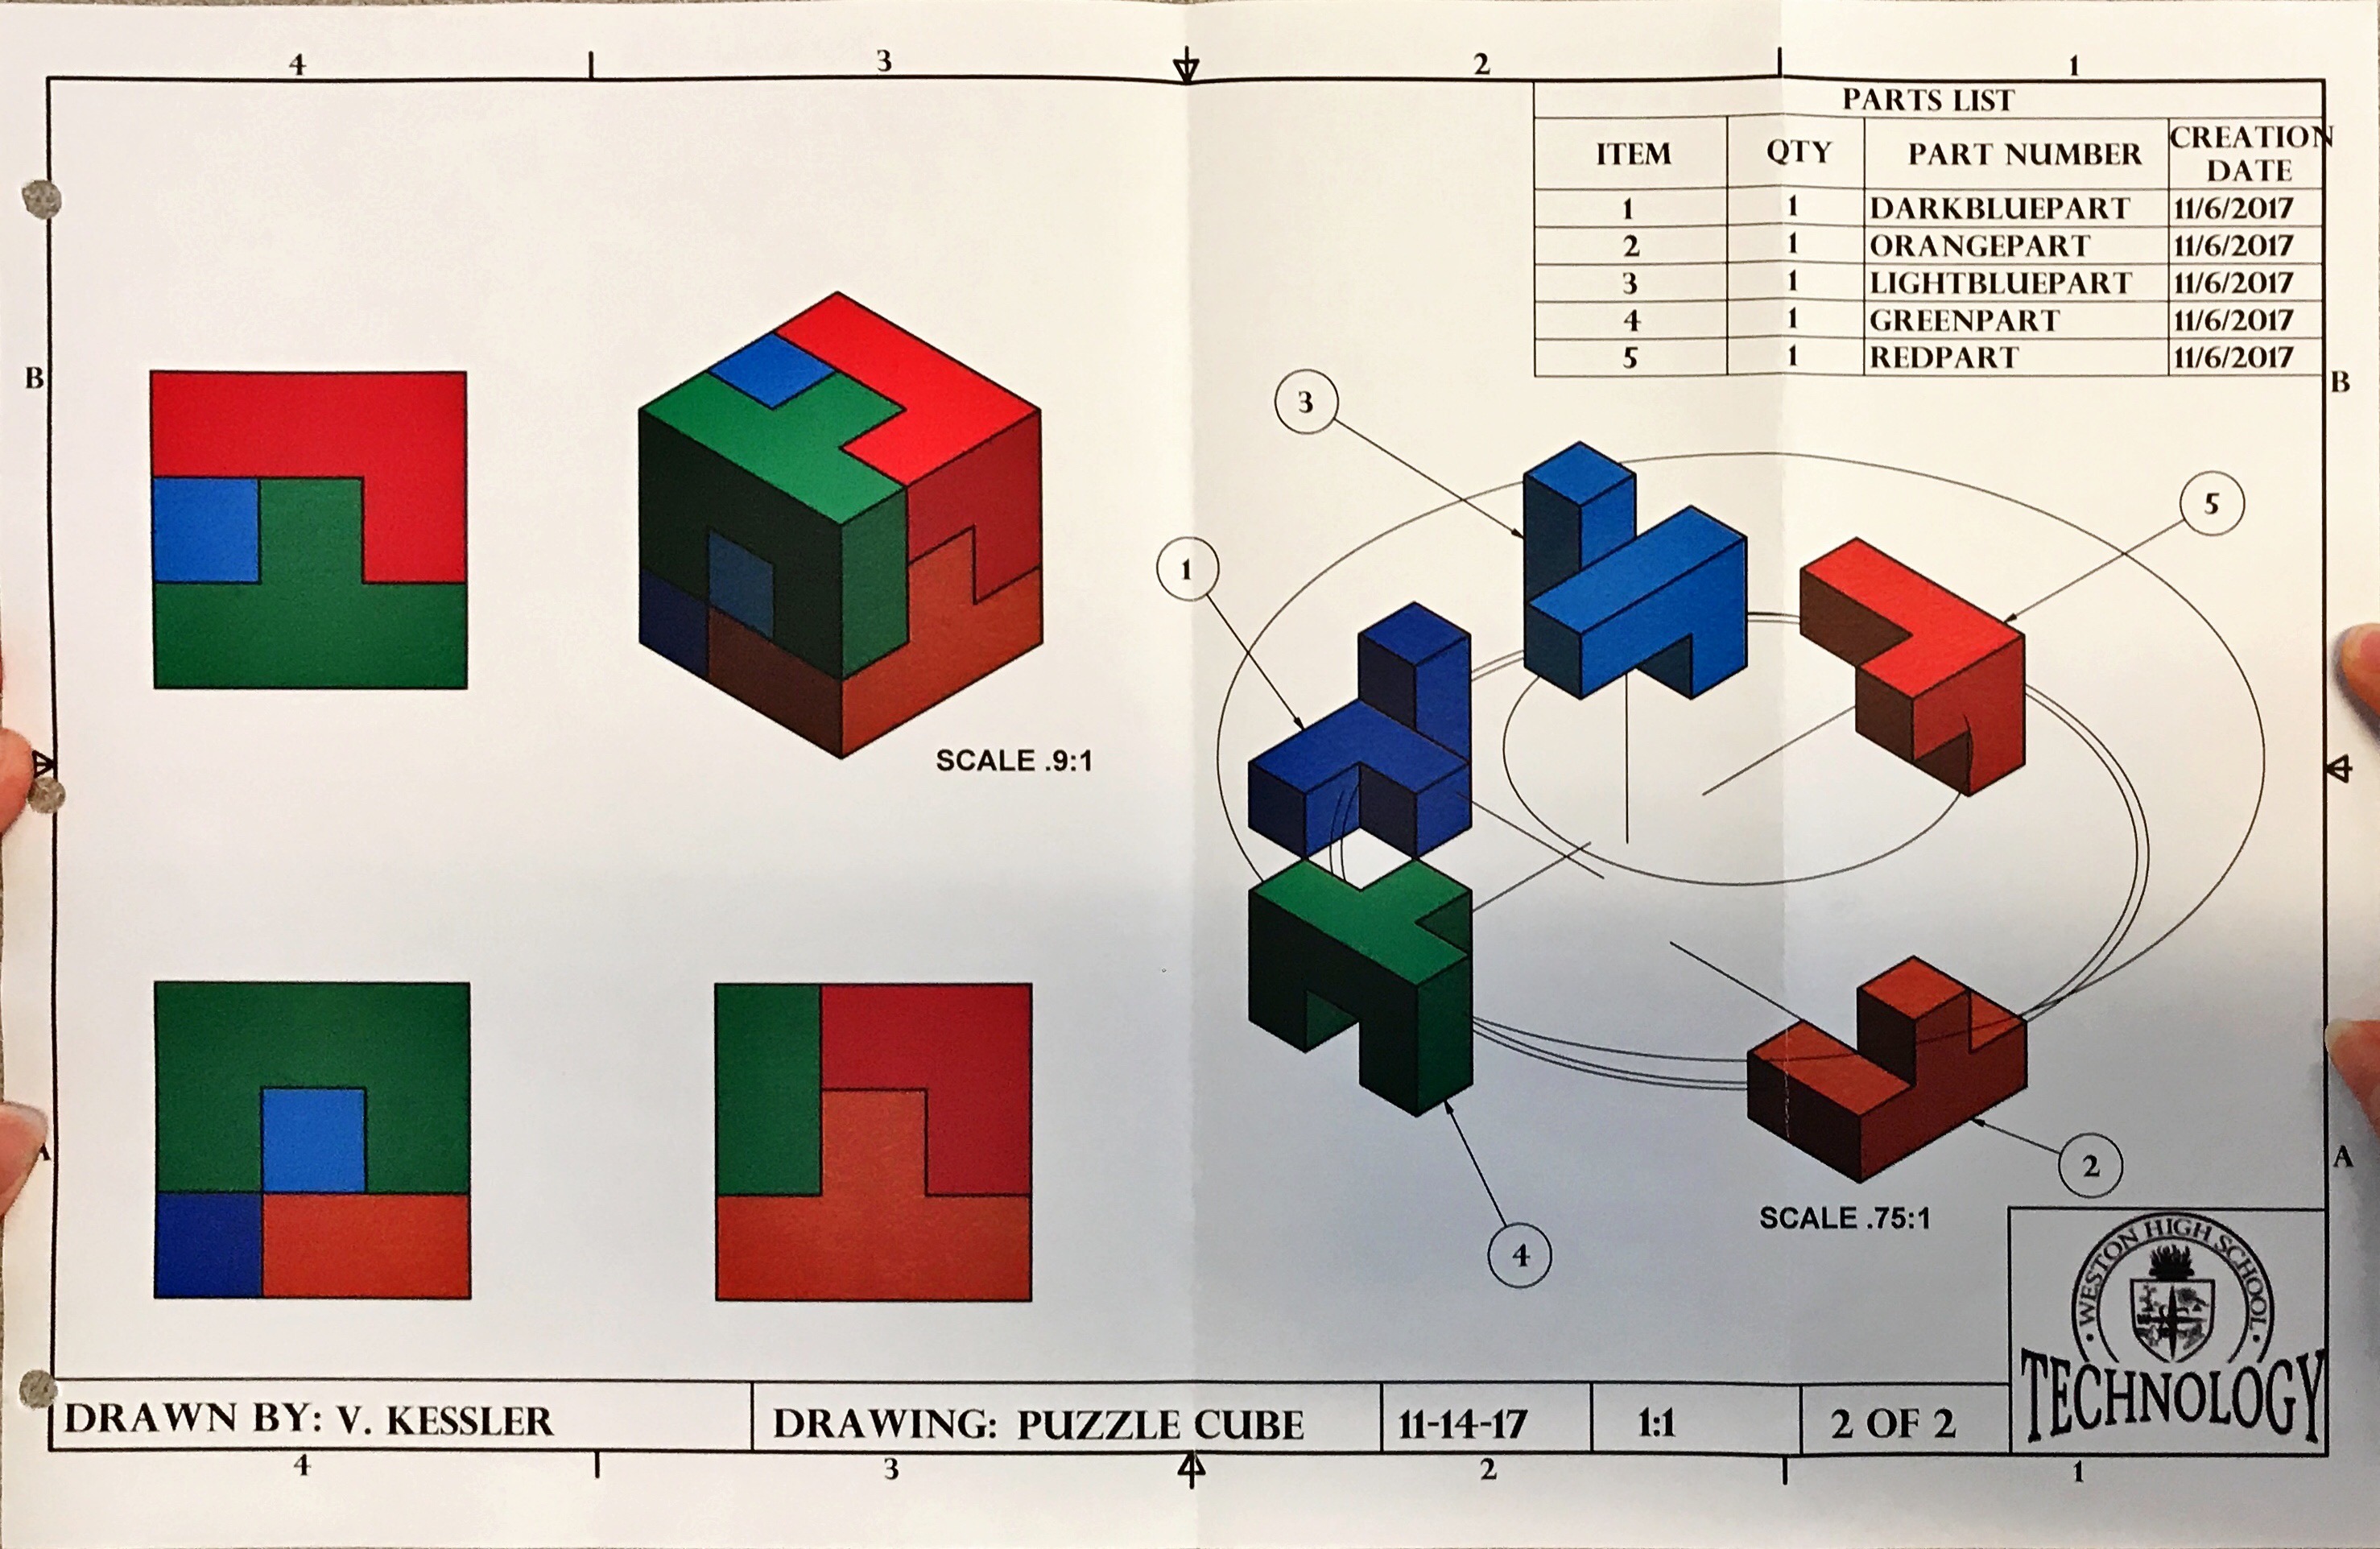 4 3 2 1
PARTS LIST
ITEM QTY PART NUMBER CREATION DATE
1 1 DARKBLUEPART 11/6/2017
2 1 ORANGEPART 11/6/2017
3 1 LIGHTBLUEPART 11/6/2017
4 1 GREENPART 11/6/2017
5 1 REDPART 11/6/2017
B B
3
5
1
SCALE .9:1
A A
2
SCALE .75:1
4
WESTON HIGH SCHOOL
TECHNOLOGY
DRAWN BY: V. KESSLER DRAWING: PUZZLE CUBE 11-14-17 1:1 2 OF 2
4 3 2 1